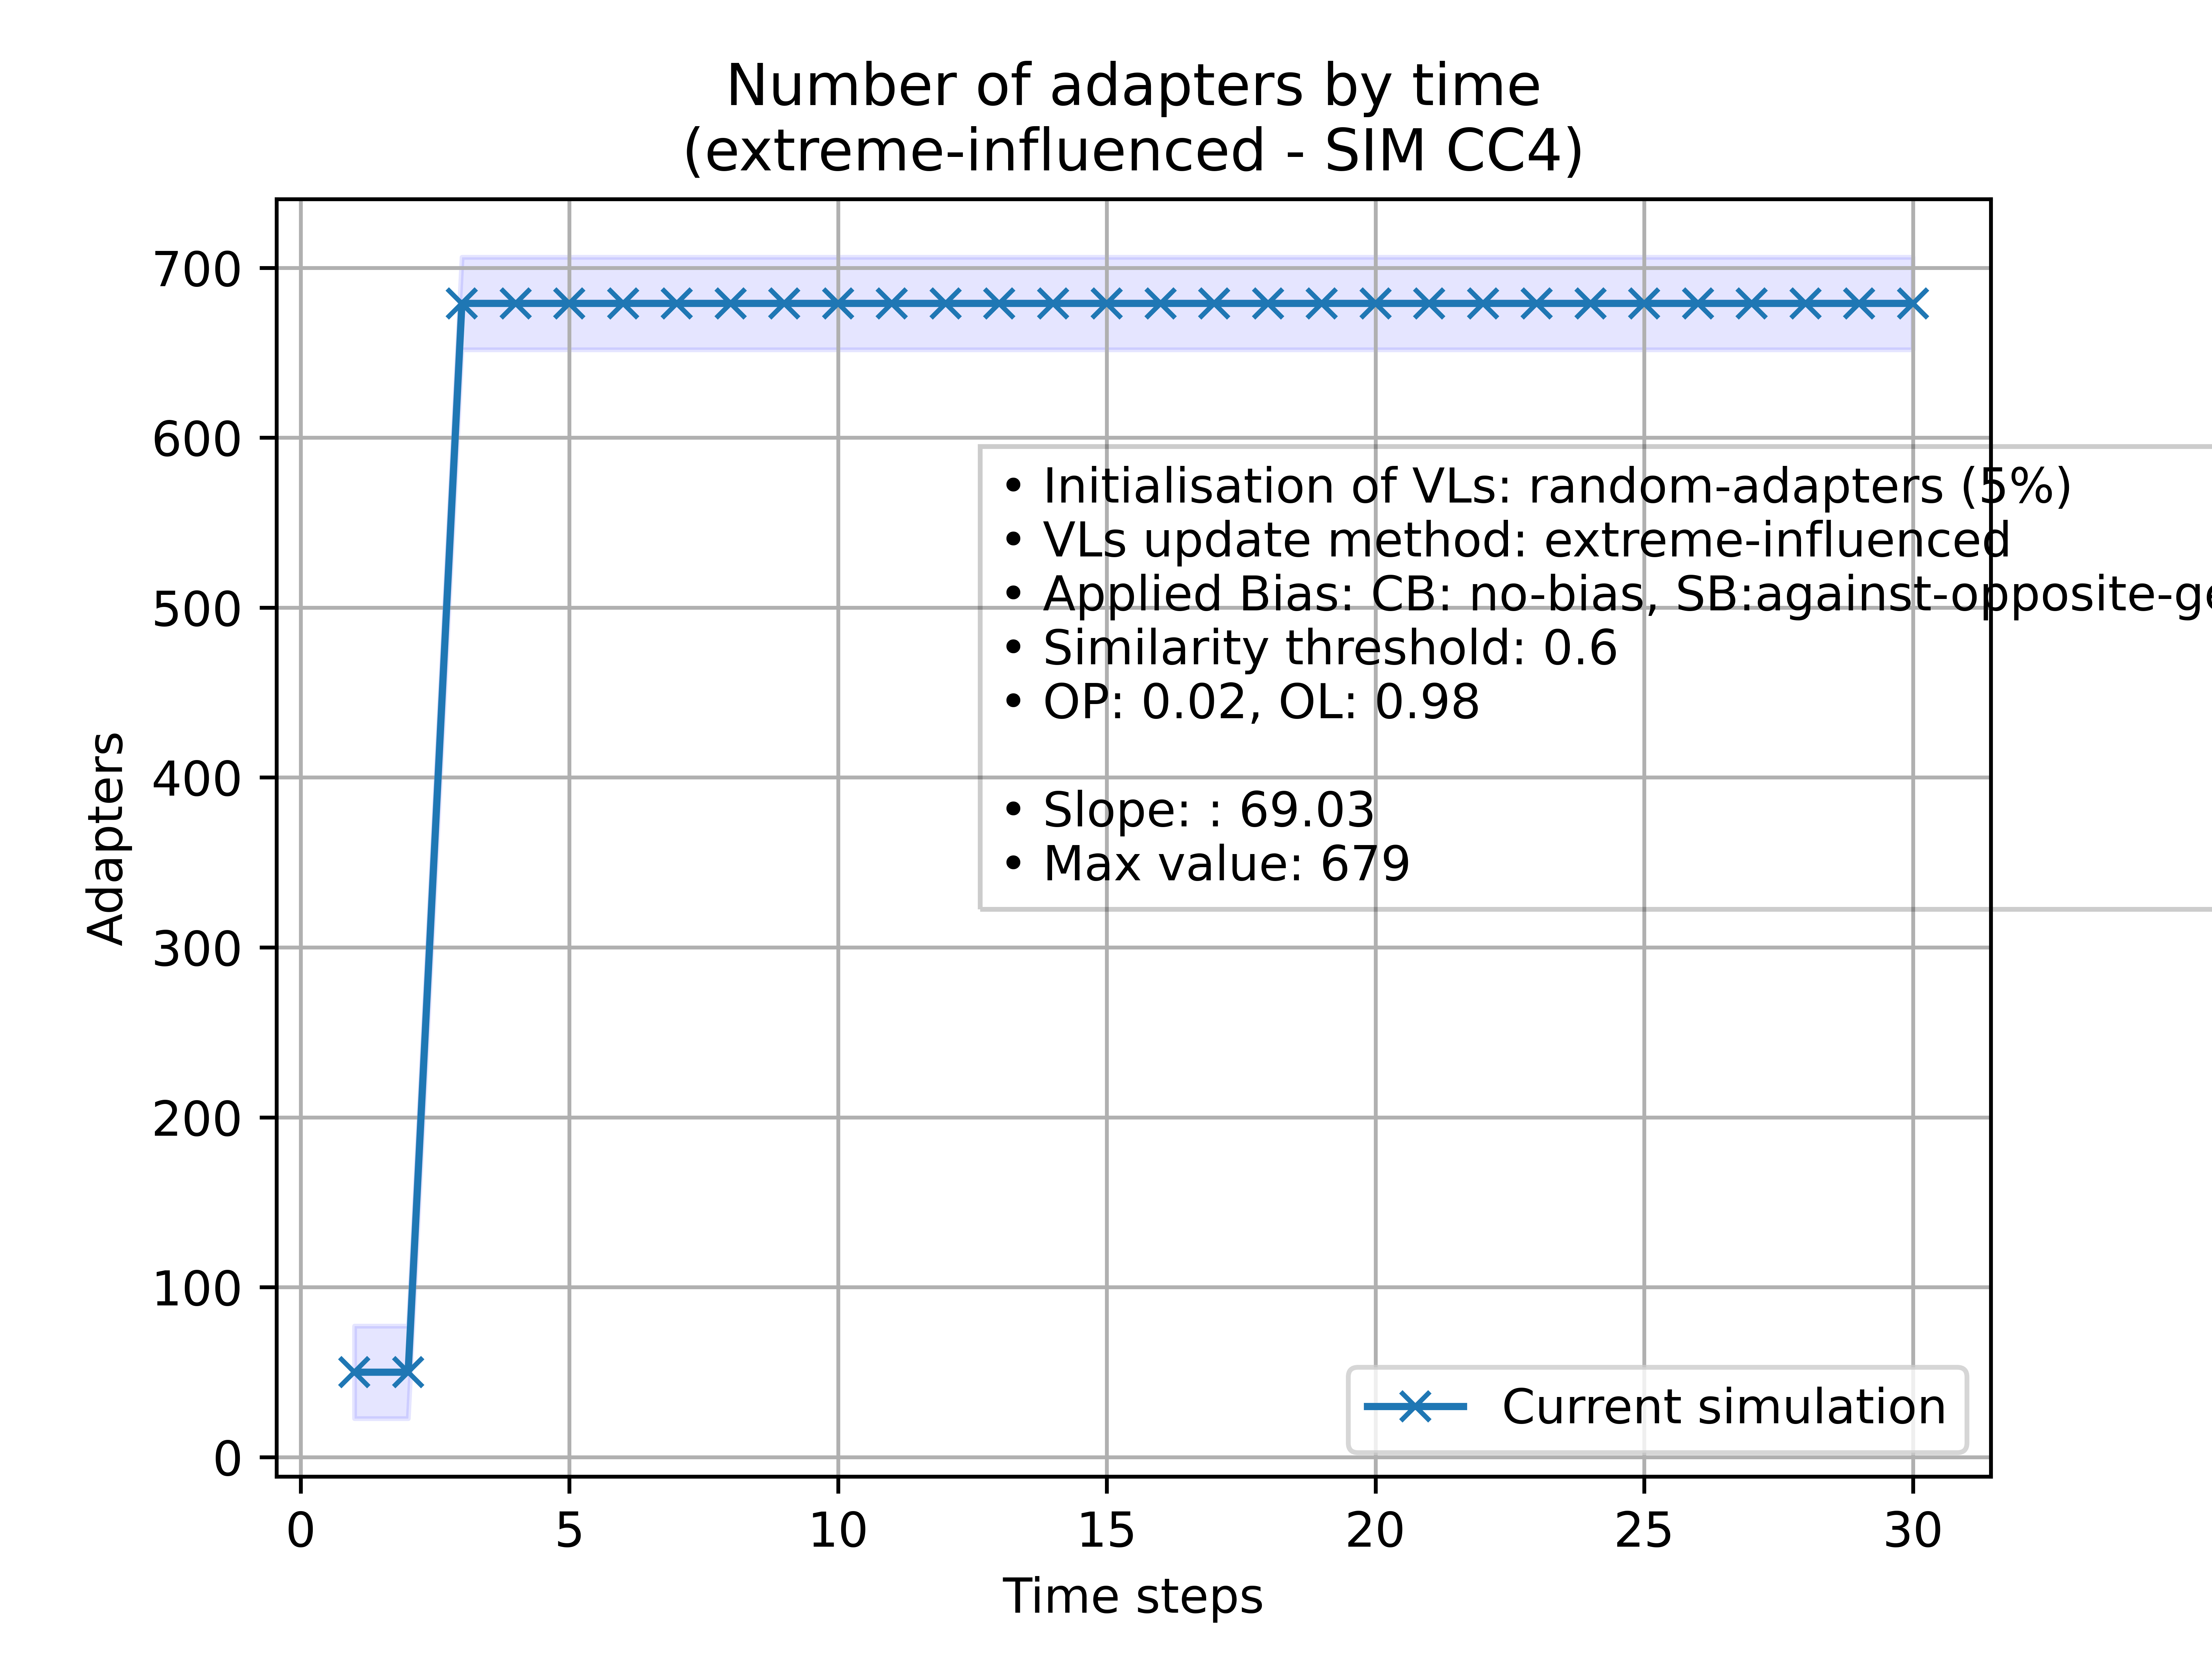 Number of adapters by time
(extreme-influenced - SIM CC4)
700
600
500
400
300
200
100
0
Adapters
• Initialisation of VLs: random-adapters (5%)
• VLs update method: extreme-influenced
• Applied Bias: CB: no-bias, SB:against-opposite-ge
• Similarity threshold: 0.6
• OP: 0.02, OL: 0.98
• Slope: : 69.03
• Max value: 679
Current simulation
0 5 10 15 20 25 30
Time steps